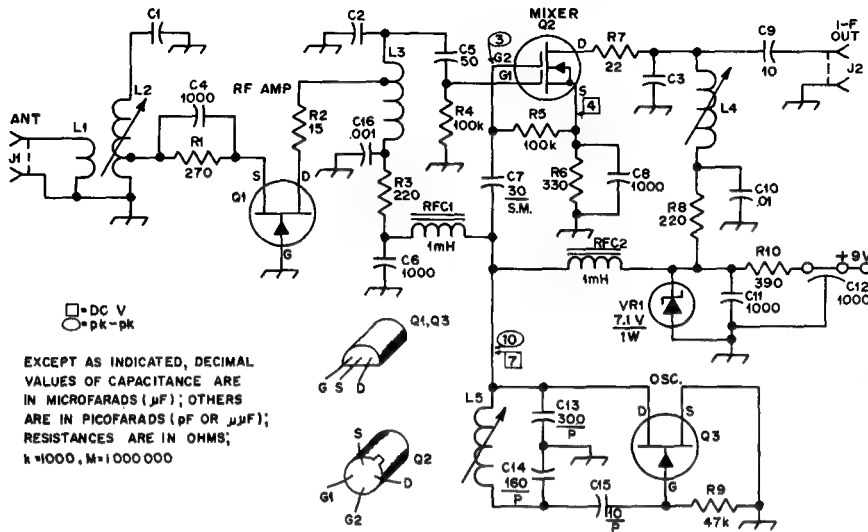 MIXER
Q2
C1
C2
L3
C5
50
3
G2
G1
D
S
4
R7
22
C9
10
I-F
OUT
J2
C3
L4
ANT
J1
L1
L2
C4
1000
R1
270
RF AMP
R2
15
C16
.001
R4
100k
R5
100k
C7
30
S.M.
R6
330
C8
1000
C10
.01
S
D
Q1
G
R3
220
RFC1
1mH
C6
1000
RFC2
1mH
R8
220
R10
390
+9V
C12
1000
C11
1000
VR1
7.1 V
1W
=DC V
=pk-pk
Q1,Q3
G S D
10
7
EXCEPT AS INDICATED, DECIMAL
VALUES OF CAPACITANCE ARE
IN MICROFARADS (µF); OTHERS
ARE IN PICOFARADS (pF OR µµF);
RESISTANCES ARE IN OHMS;
k=1000, M=1000000
S
Q2
G1
D
G2
L5
C13
300
P
C14
160
P
C15
10
P
OSC.
D
S
Q3
G
R9
47k